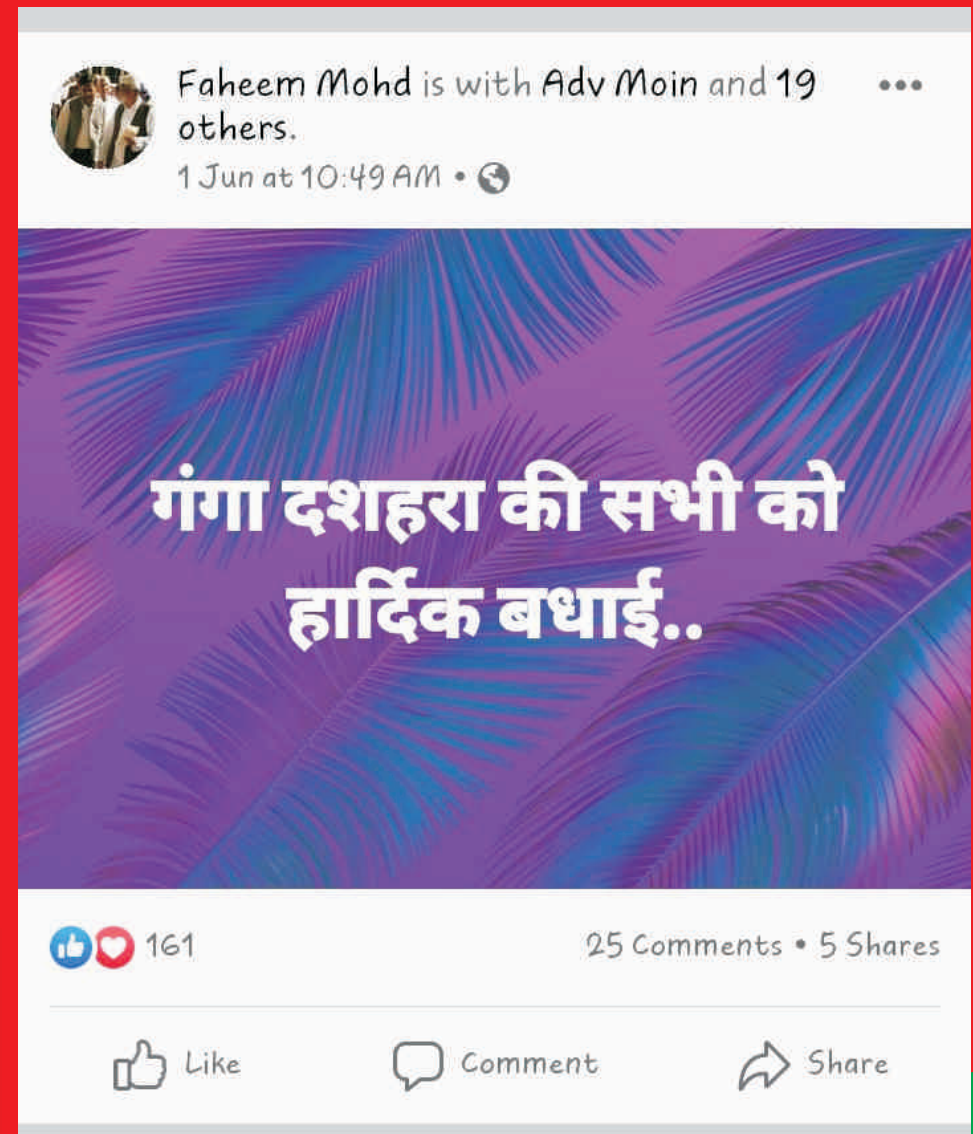 Faheem Mohd is with Adv Moin and 19
others.
1 Jun at 10:49 AM •
गंगा दशहरा की सभी को
हार्दिक बधाई..
161 25 Comments • 5 Shares
Like Comment Share